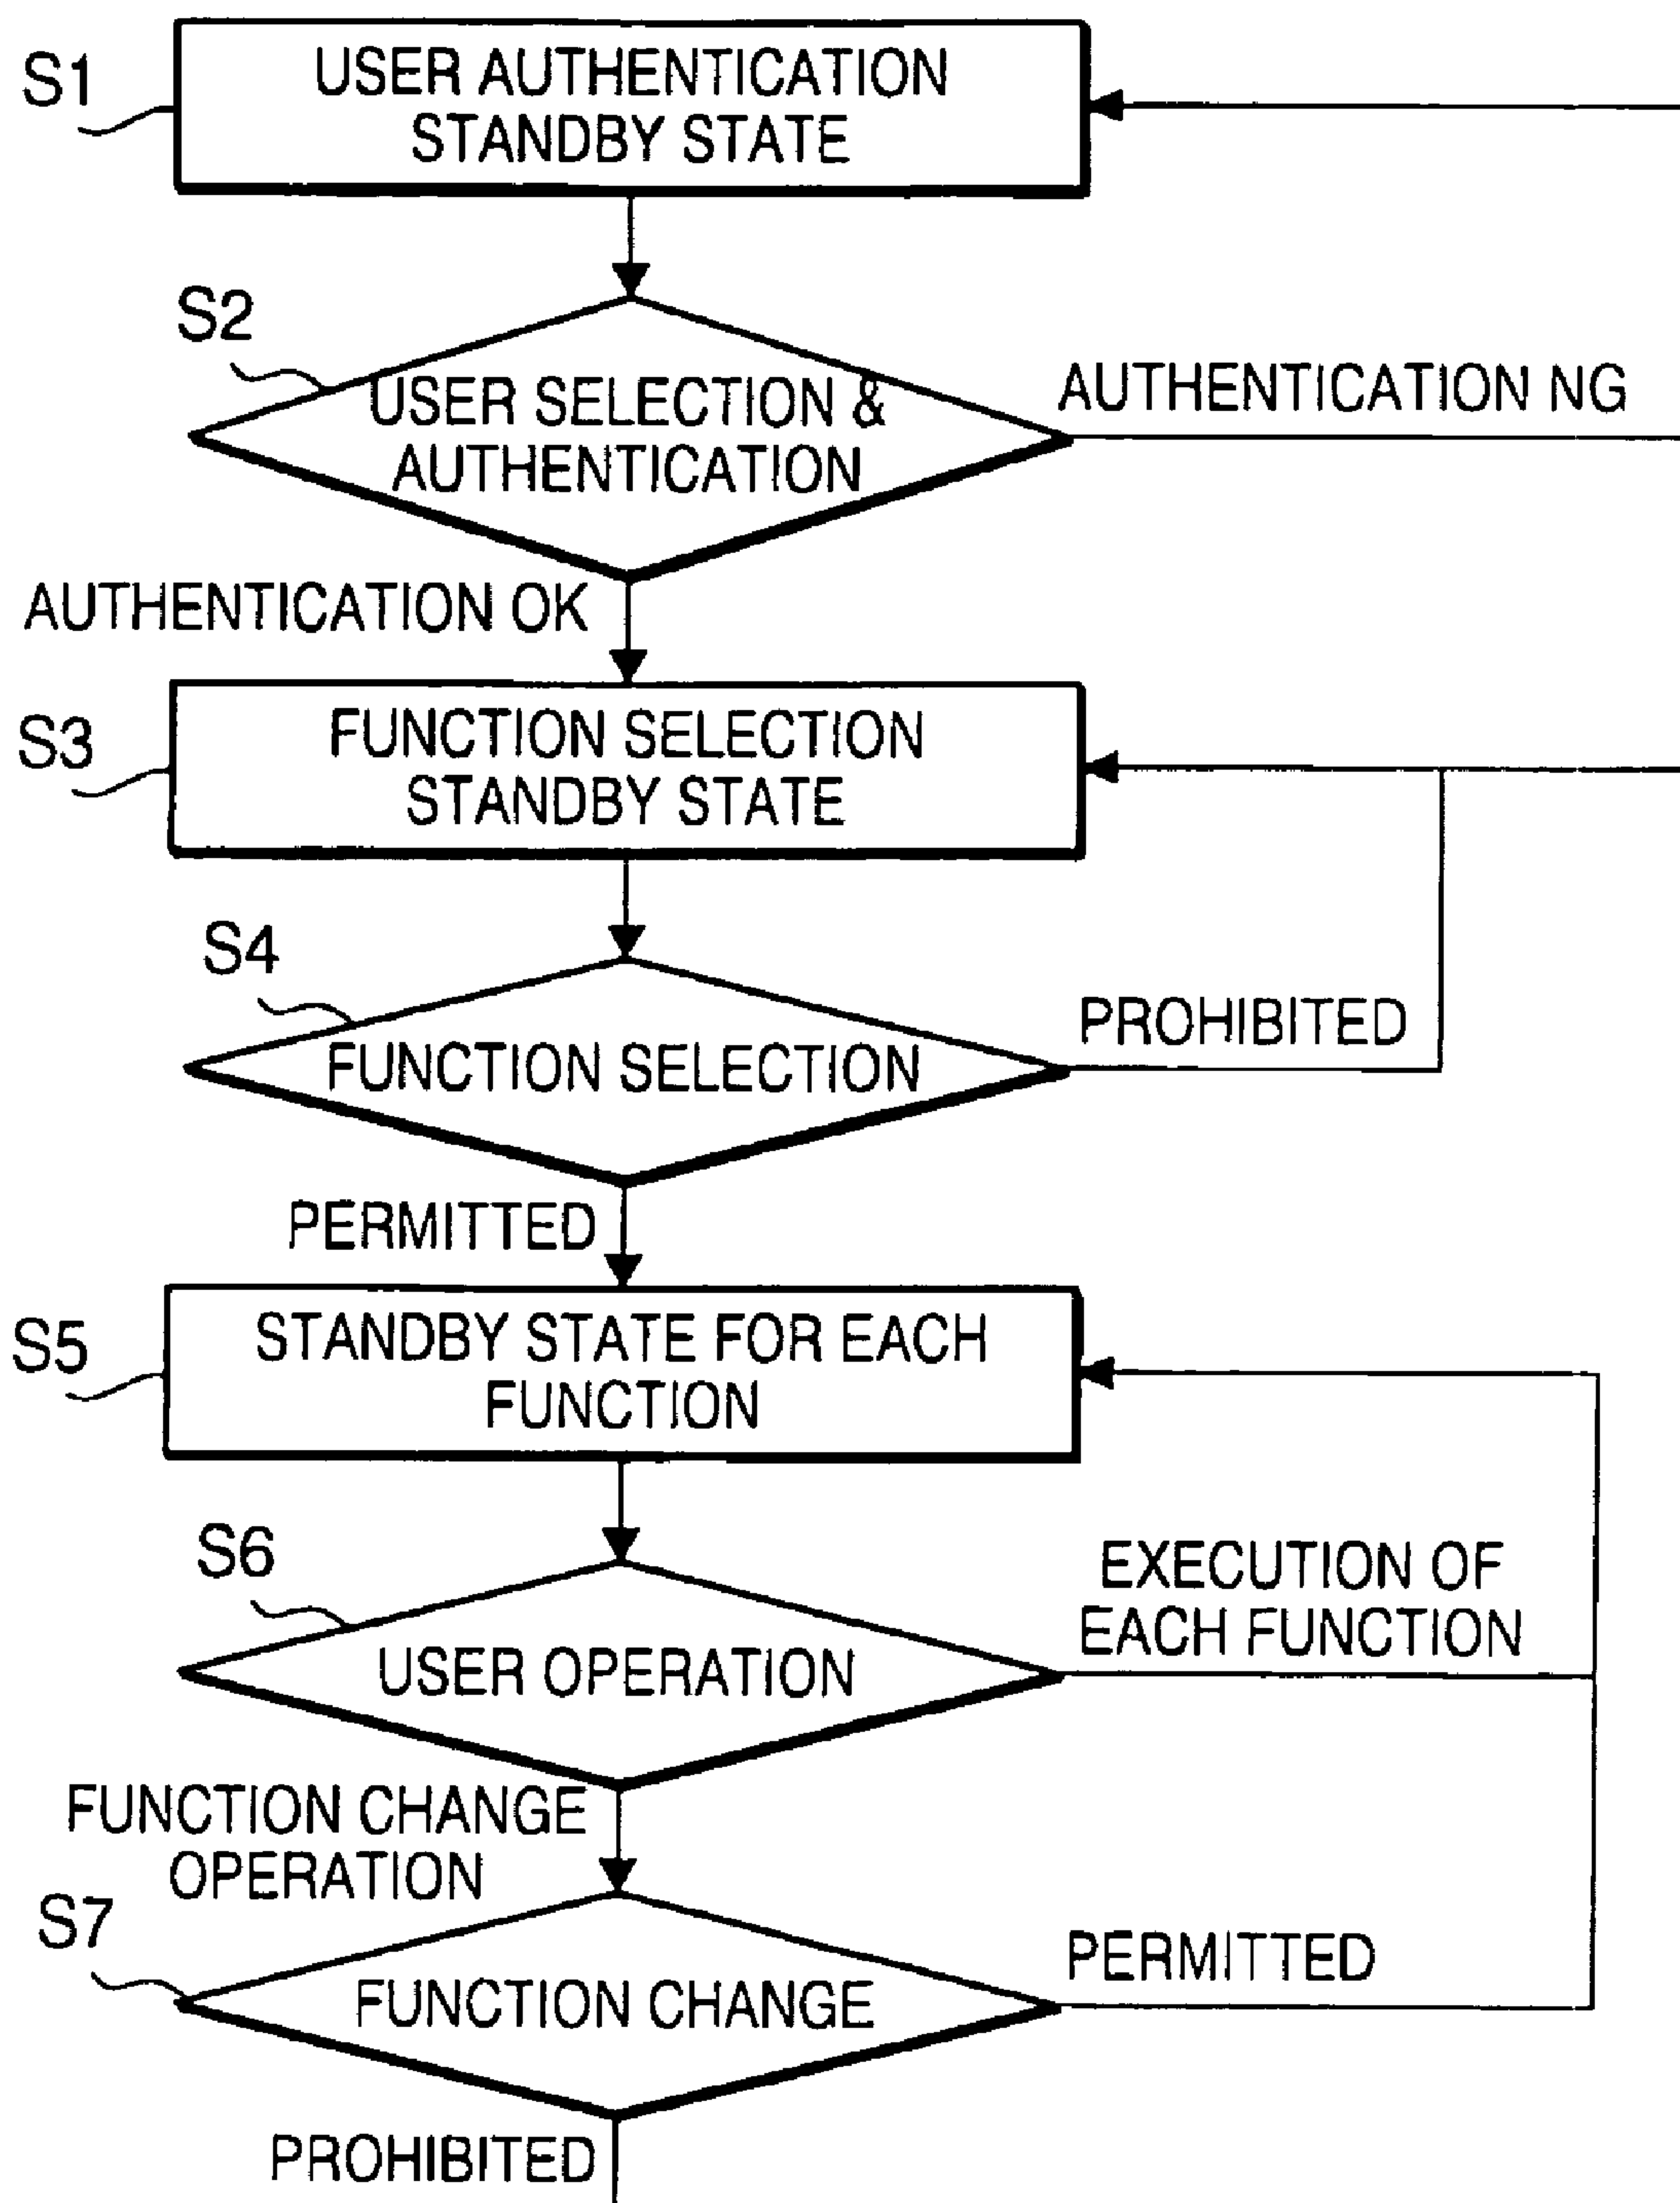 S1
USER AUTHENTICATION
STANDBY STATE
S2
USER SELECTION &
AUTHENTICATION
AUTHENTICATION NG
AUTHENTICATION OK
S3
FUNCTION SELECTION
STANDBY STATE
S4
FUNCTION SELECTION
PROHIBITED
PERMITTED
S5
STANDBY STATE FOR EACH
FUNCTION
S6
USER OPERATION
EXECUTION OF
EACH FUNCTION
FUNCTION CHANGE
OPERATION
S7
FUNCTION CHANGE
PERMITTED
PROHIBITED